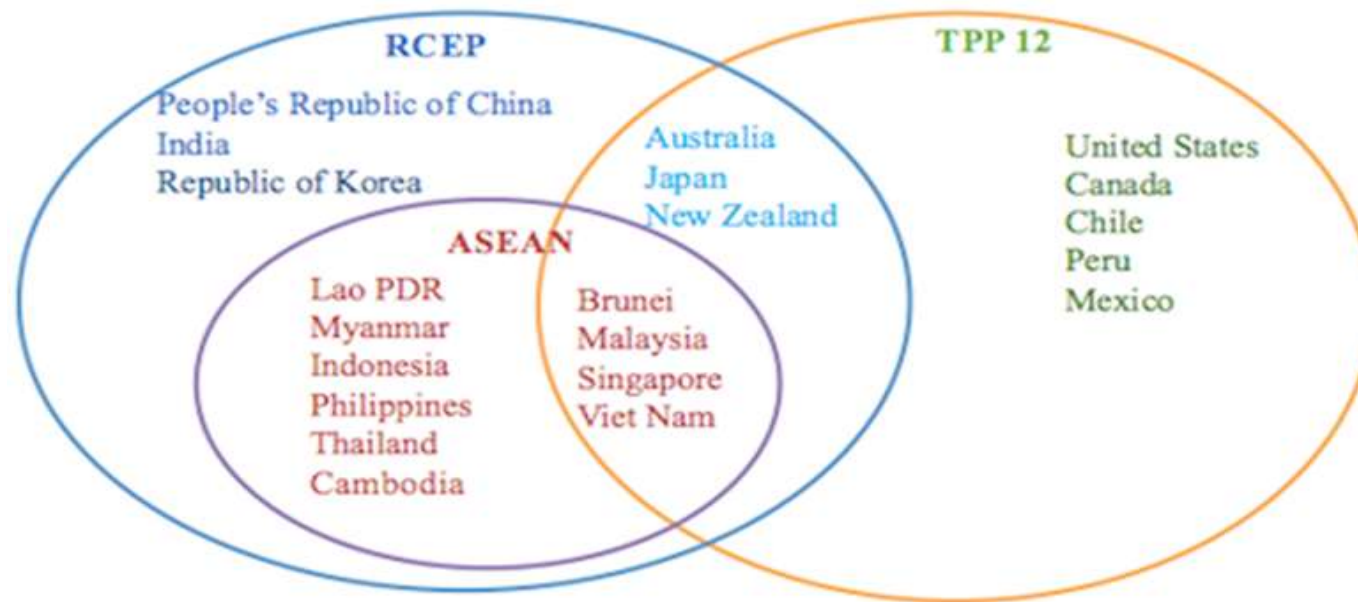 RCEP
People's Republic of China
India
Republic of Korea
ASEAN
Lao PDR
Myanmar
Indonesia
Philippines
Thailand
Cambodia
Brunei
Malaysia
Singapore
Viet Nam
Australia
Japan
New Zealand
TPP 12
United States
Canada
Chile
Peru
Mexico